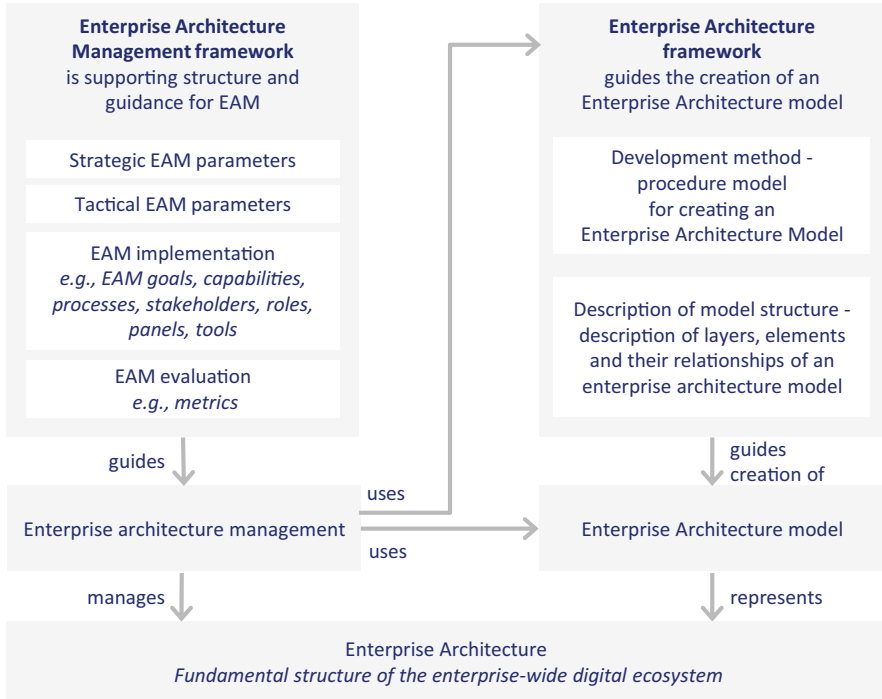 Enterprise Architecture
Management framework
is supporting structure and
guidance for EAM
Strategic EAM parameters
Tactical EAM parameters
EAM implementation
e.g., EAM goals, capabilities,
processes, stakeholders, roles,
panels, tools
EAM evaluation
e.g., metrics
Enterprise Architecture
framework
guides the creation of an
Enterprise Architecture model
Development method -
procedure model
for creating an
Enterprise Architecture Model
Description of model structure -
description of layers, elements
and their relationships of an
enterprise architecture model
guides
guides
creation of
uses
Enterprise architecture management
uses
Enterprise Architecture model
manages
represents
Enterprise Architecture
Fundamental structure of the enterprise-wide digital ecosystem